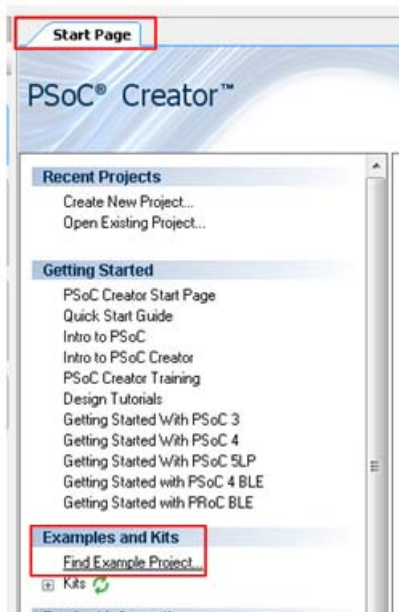 Start Page
PSoC® Creator™
Recent Projects
Create New Project...
Open Existing Project...
Getting Started
PSoC Creator Start Page
Quick Start Guide
Intro to PSoC
Intro to PSoC Creator
PSoC Creator Training
Design Tutorials
Getting Started With PSoC 3
Getting Started With PSoC 4
Getting Started With PSoC 5LP
Getting Started with PSoC 4 BLE
Getting Started with PRoC BLE
Examples and Kits
Find Example Project...
Kits